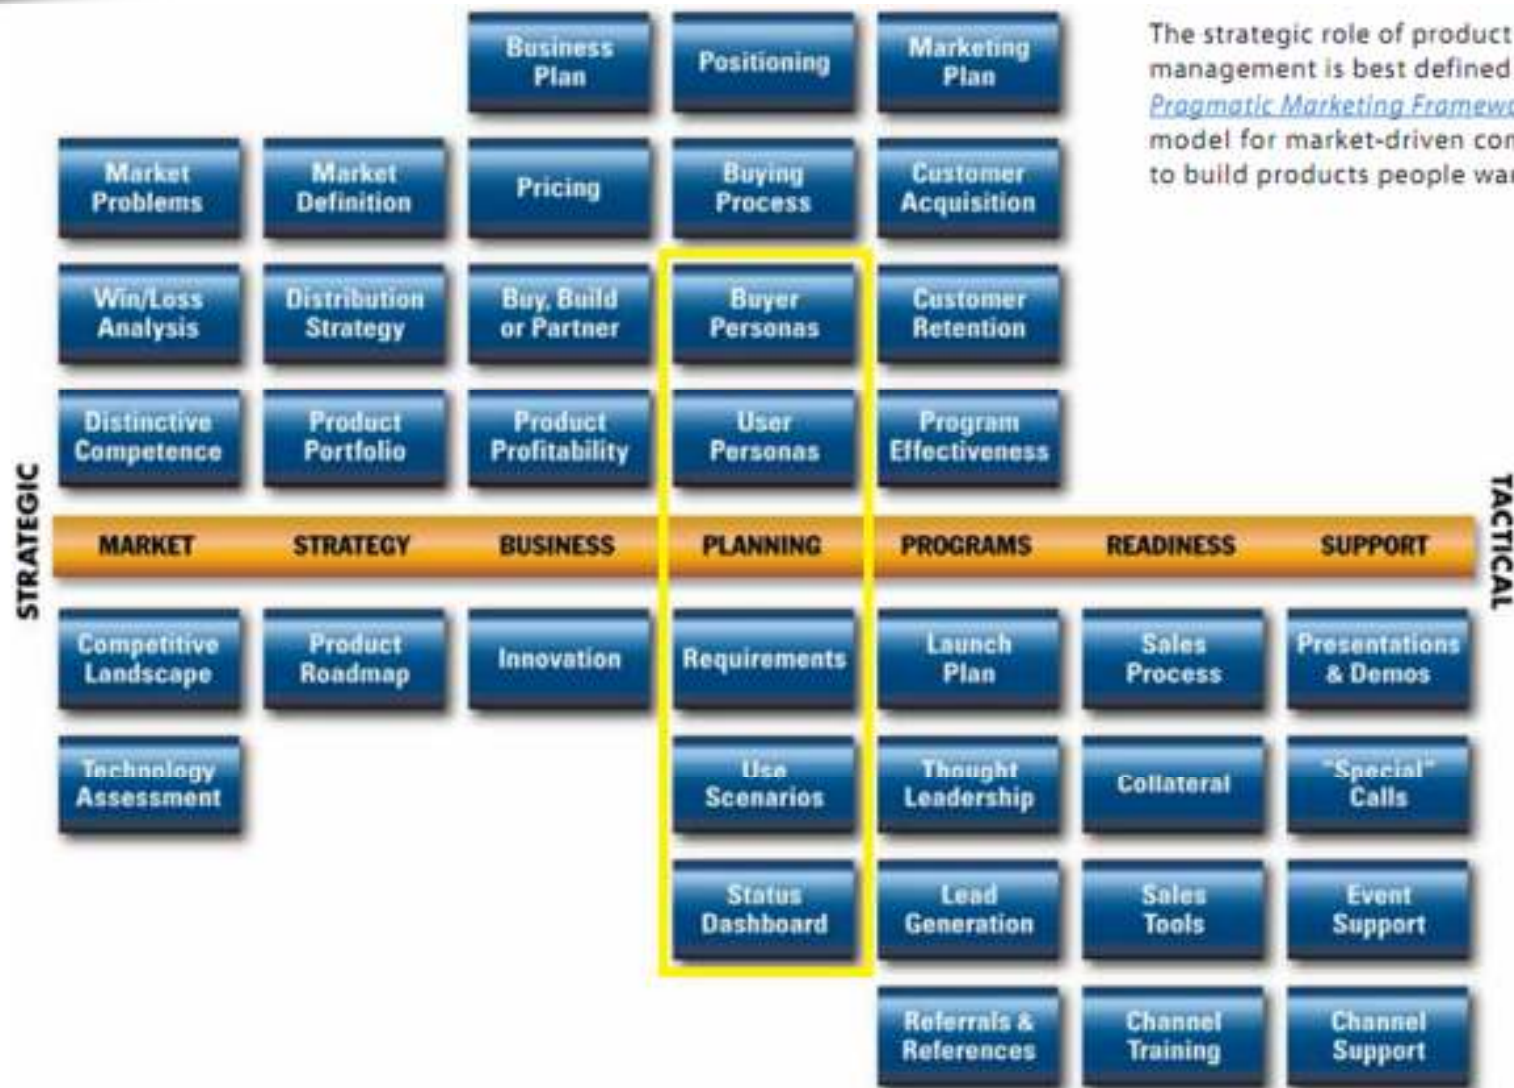 Business
Plan
Positioning
Marketing
Plan
The strategic role of product
management is best defined
Pragmatic Marketing
model for market-driven
to build products people
Market
Problems
Market
Definition
Pricing
Buying
Process
Customer
Acquisition
Win/Loss
Analysis
Distribution
Strategy
Buy, Build
or Partner
Buyer
Personas
Customer
Retention
Distinctive
Competence
Product
Portfolio
Product
Profitability
User
Personas
Program
Effectiveness
STRATEGIC
MARKET
STRATEGY
BUSINESS
PLANNING
PROGRAMS
READINESS
SUPPORT
TACTICAL
Competitive
Landscape
Product
Roadmap
Innovation
Requirements
Launch
Plan
Sales
Process
Presentations
& Demos
Technology
Assessment
Use
Scenarios
Thought
Leadership
Collateral
"Special"
Calls
Status
Dashboard
Lead
Generation
Sales
Tools
Event
Support
Referrals &
References
Channel
Training
Channel
Support